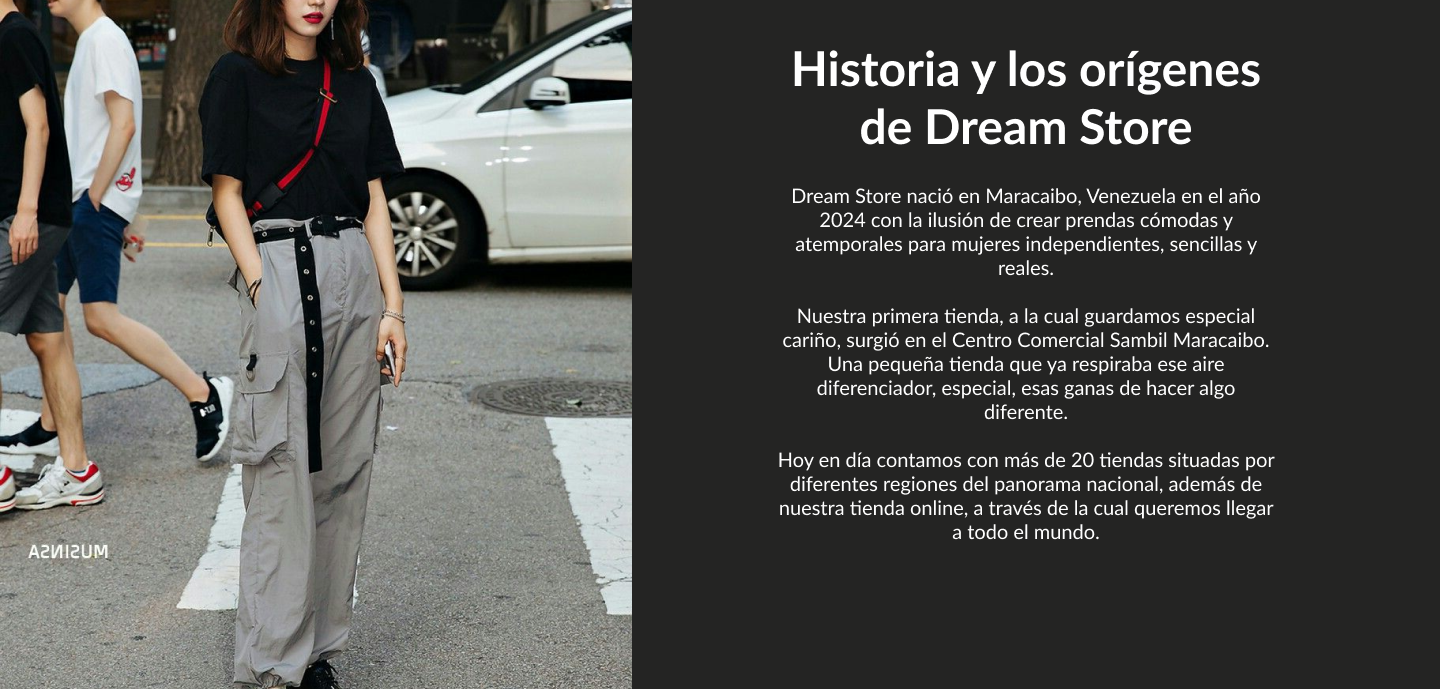 Historia y los orígenes
de Dream Store
Dream Store nació en Maracaibo, Venezuela en el año
2024 con la ilusión de crear prendas cómodas y
atemporales para mujeres independientes, sencillas y
reales.
Nuestra primera tienda, a la cual guardamos especial
cariño, surgió en el Centro Comercial Sambil Maracaibo.
Una pequeña tienda que ya respiraba ese aire
diferenciador, especial, esas ganas de hacer algo
diferente.
Hoy en día contamos con más de 20 tiendas situadas por
diferentes regiones del panorama nacional, además de
nuestra tienda online, a través de la cual queremos llegar
a todo el mundo.
MUSINSA